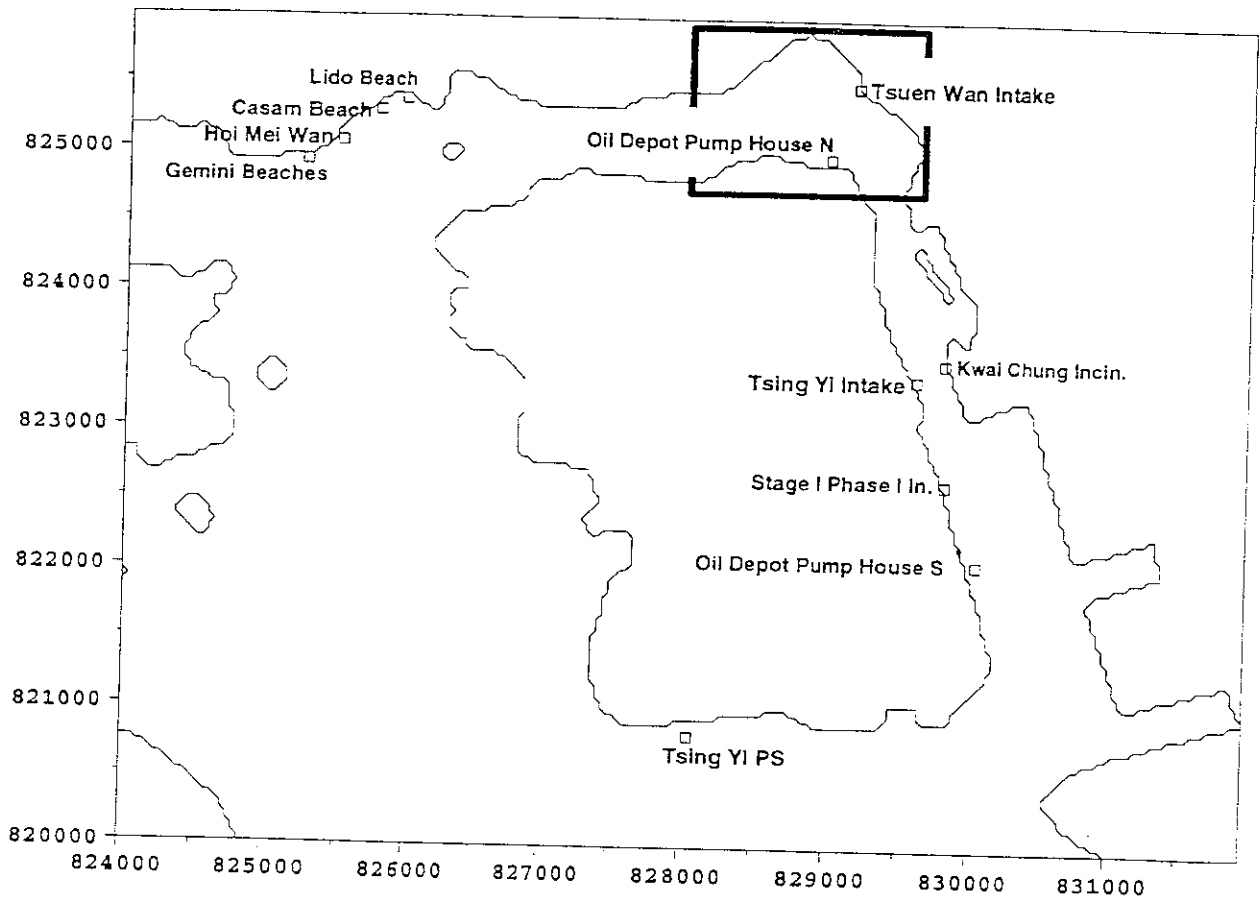 Lido Beach
Casam Beach
Hoi Mei Wan
Gemini Beaches
Tsuen Wan Intake
Oil Depot Pump House N
Kwai Chung Incin.
Tsing Yi Intake
Stage I Phase I In.
Oil Depot Pump House S
Tsing Yi PS
825000
824000
823000
822000
821000
820000
824000
825000
826000
827000
828000
829000
830000
831000